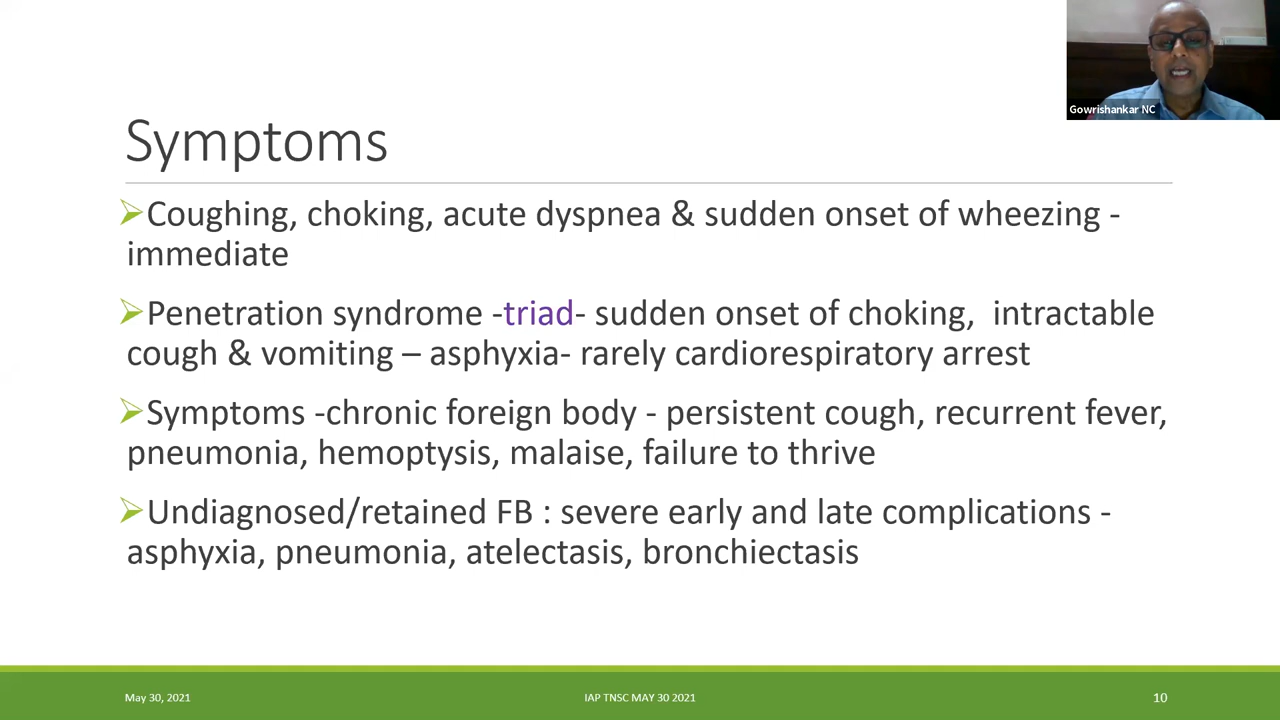 Gowrishankar NC
Symptoms
➢Coughing, choking, acute dyspnea & sudden onset of wheezing -
immediate
➢Penetration syndrome -triad- sudden onset of choking,  intractable
cough & vomiting – asphyxia- rarely cardiorespiratory arrest
➢Symptoms -chronic foreign body - persistent cough, recurrent fever,
pneumonia, hemoptysis, malaise, failure to thrive
➢Undiagnosed/retained FB : severe early and late complications -
asphyxia, pneumonia, atelectasis, bronchiectasis
May 30, 2021
IAP TNSC MAY 30 2021
10